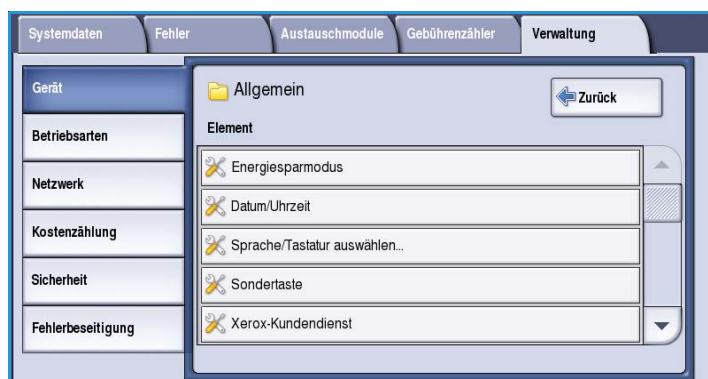 Systemdaten
Fehler
Austauschmodule
Gebührenzähler
Verwaltung
Gerät
Betriebsarten
Netzwerk
Kostenzählung
Sicherheit
Fehlerbeseitigung
Allgemein
Zurück
Element
Energiesparmodus
Datum/Uhrzeit
Sprache/Tastatur auswählen...
Sondertaste
Xerox-Kundendienst